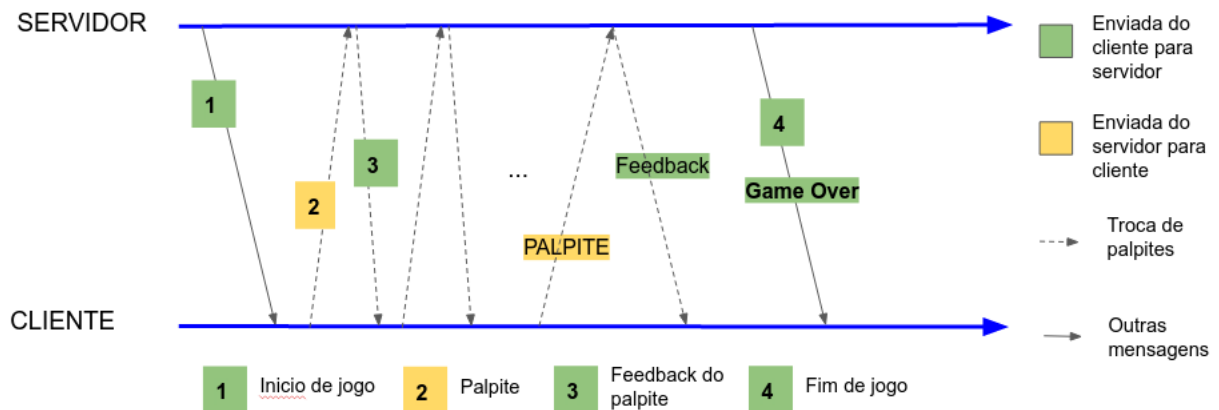 SERVIDOR
1
2
3
...
PALPITE
Feedback
4
Game Over
CLIENTE
Enviada do
cliente para
servidor
Enviada do
servidor para
cliente
Troca de
palpites
Outras
mensagens
1 Inicio de jogo
2 Palpite
3 Feedback do
palpite
4 Fim de jogo